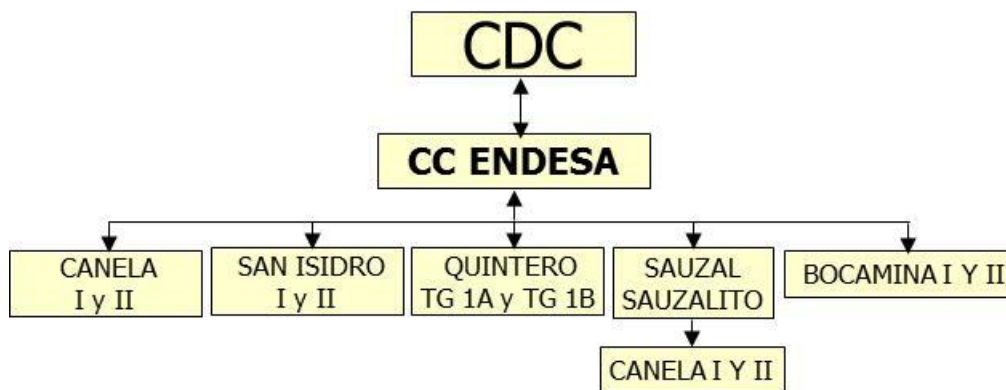 CDC
CC ENDESA
CANELA
I y II
SAN ISIDRO
I y II
QUINTERO
TG 1A y TG 1B
SAUZAL
SAUZALITO
BOCAMINA I Y II
CANELA I Y II